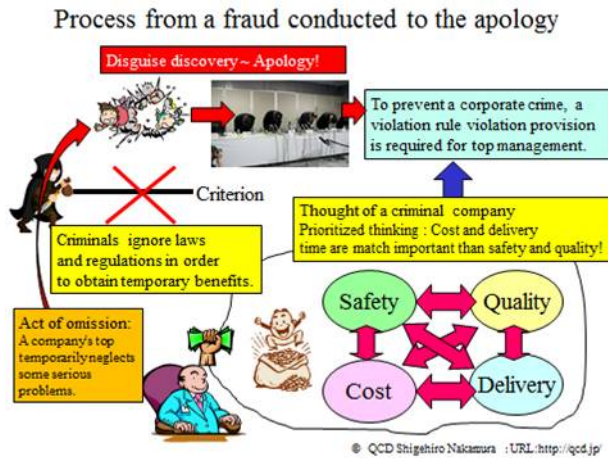 Process from a fraud conducted to the apology
Disguise discovery ~ Apology!
To prevent a corporate crime, a
violation rule violation provision
is required for top management.
Criterion
Thought of a criminal company
Prioritized thinking : Cost and delivery
time are match important than safety and quality!
Criminals ignore laws
and regulations in order
to obtain temporary benefits.
Safety
Quality
Act of omission:
A company's top
temporarily neglects
some serious
problems.
Cost
Delivery
© QCD Shigehiro Nakamura : URL:http://qcd.jp/